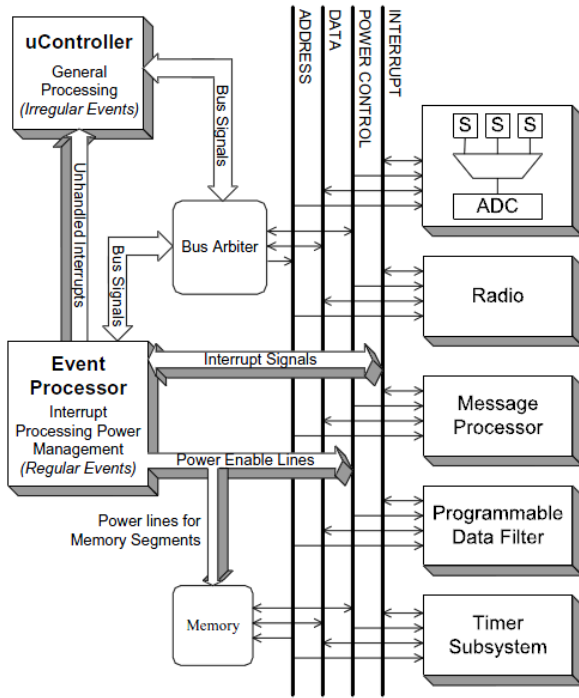 uController
General
Processing
(Irregular Events)
Bus Signals
Unhandled Interrupts
ADDRESS
DATA
POWER CONTROL
INTERRUPT
S S S
ADC
Bus Arbiter
Bus Signals
Radio
Event
Processor
Interrupt
Processing Power
Management
(Regular Events)
Interrupt Signals
Message
Processor
Power Enable Lines
Power lines for
Memory Segments
Programmable
Data Filter
Memory
Timer
Subsystem